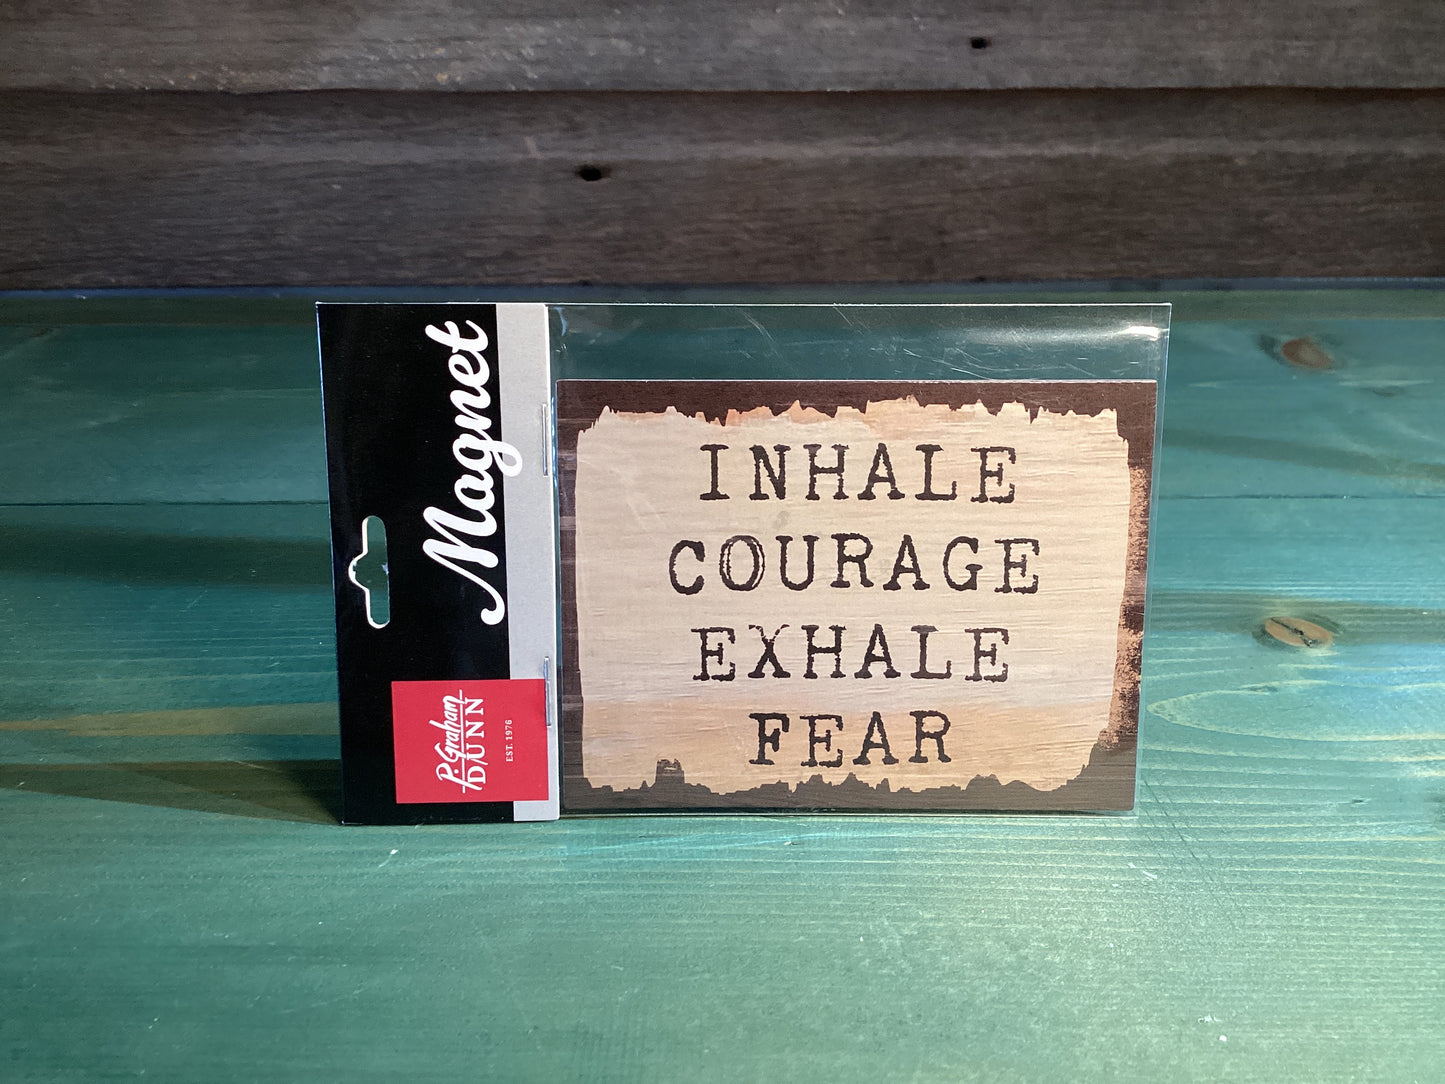 Magnet
P. Graham
DUNN
EST. 1976
INHALE
COURAGE
EXHALE
FEAR